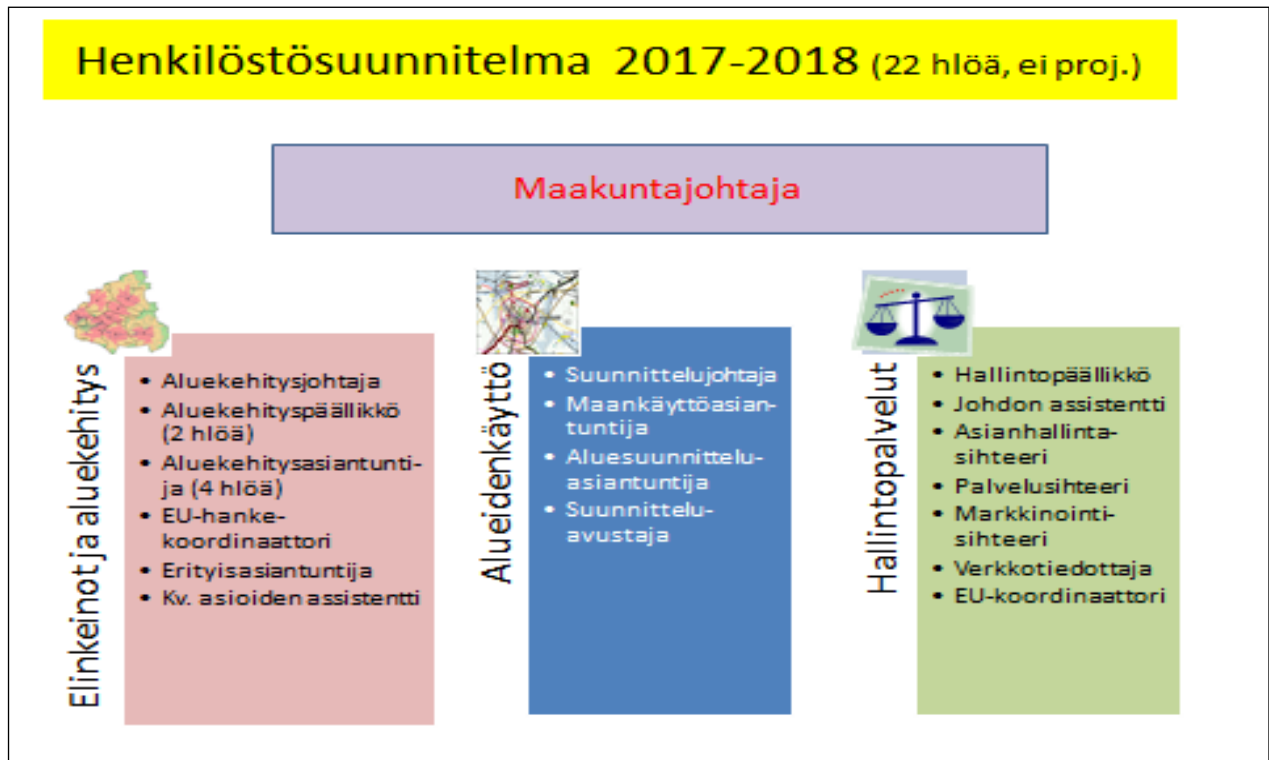 Henkilöstösuunnitelma 2017-2018 (22 hlöä, ei proj.)
Maakuntajohtaja
Elinkeinot ja aluekehitys
• Aluekehitysjohtaja
• Aluekehityspäällikkö
(2 hlöä)
• Aluekehitysasiantunti-
ja (4 hlöä)
• EU-hanke-
koordinaattori
• Erityisasiantuntija
• Kv. asioiden assistentti
Alueidenkäyttö
• Suunnittelujohtaja
• Maankäyttöasian-
tuntija
• Aluesuunnittelu-
asiantuntija
• Suunnittelu-
avustaja
Hallintopalvelut
• Hallintopäällikkö
• Johdon assistentti
• Asianhallinta-
sihteeri
• Palvelusihteeri
• Markkinointi-
sihteeri
• Verkkotiedottaja
• EU-koordinaattori